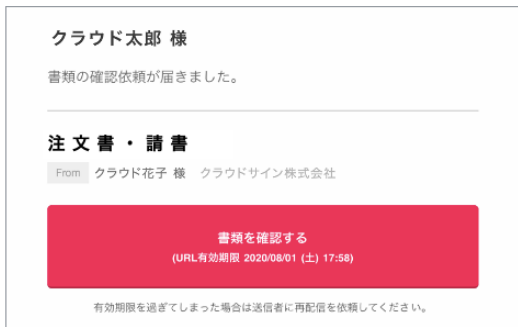 クラウド太郎 様
書類の確認依頼が届きました。
注文書・請書
From クラウド花子 様 クラウドサイン株式会社
書類を確認する
(URL有効期限 2020/08/01 (土) 17:58)
有効期限を過ぎてしまった場合は送信者に再配信を依頼してください。